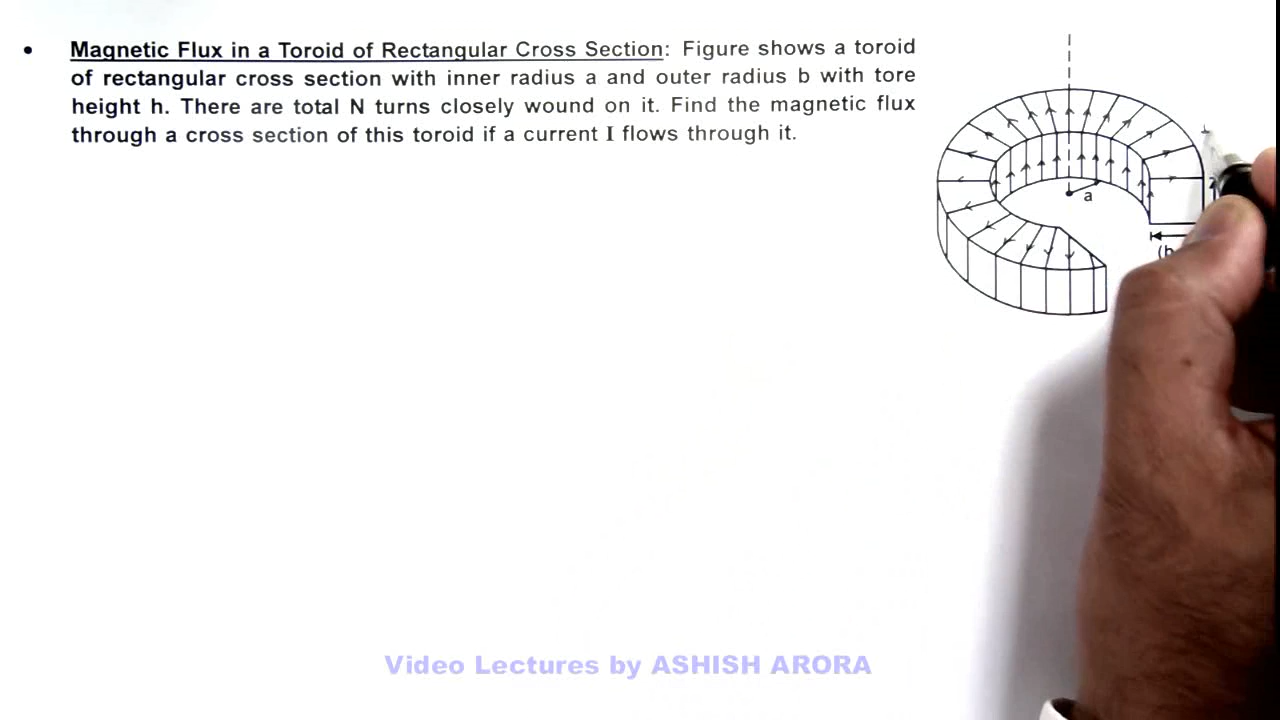 • Magnetic Flux in a Toroid of Rectangular Cross Section: Figure shows a toroid
of rectangular cross section with inner radius a and outer radius b with tore
height h. There are total N turns closely wound on it. Find the magnetic flux
through a cross section of this toroid if a current I flows through it.
a
(b
Video Lectures by ASHISH ARORA